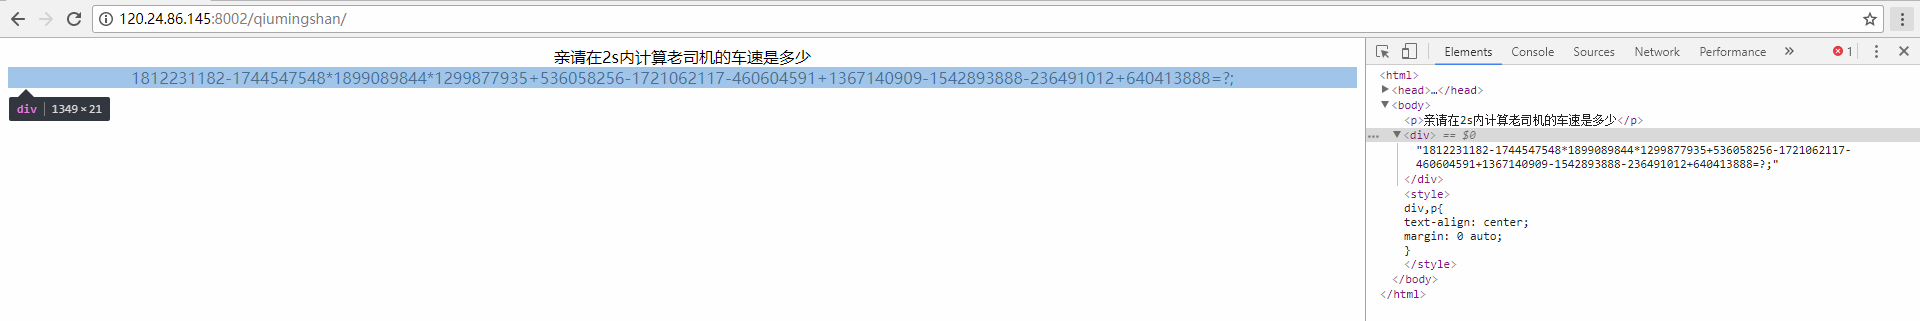 120.24.86.145:8002/qiumingshan/
亲请在2s内计算老司机的车速是多少
1812231182-1744547548*1899089844*1299877935+536058256-1721062117-460604591+1367140909-1542893888-236491012+640413888=?;
div 1349 × 21
Elements Console Sources Network Performance » 1
<html>
<head>…</head>
<body>
<p>亲请在2s内计算老司机的车速是多少</p>
... <div> == $0
"1812231182-1744547548*1899089844*1299877935+536058256-1721062117-
460604591+1367140909-1542893888-236491012+640413888=?;"
</div>
<style>
div,p{
text-align: center;
margin: 0 auto;
}
</style>
</body>
</html>